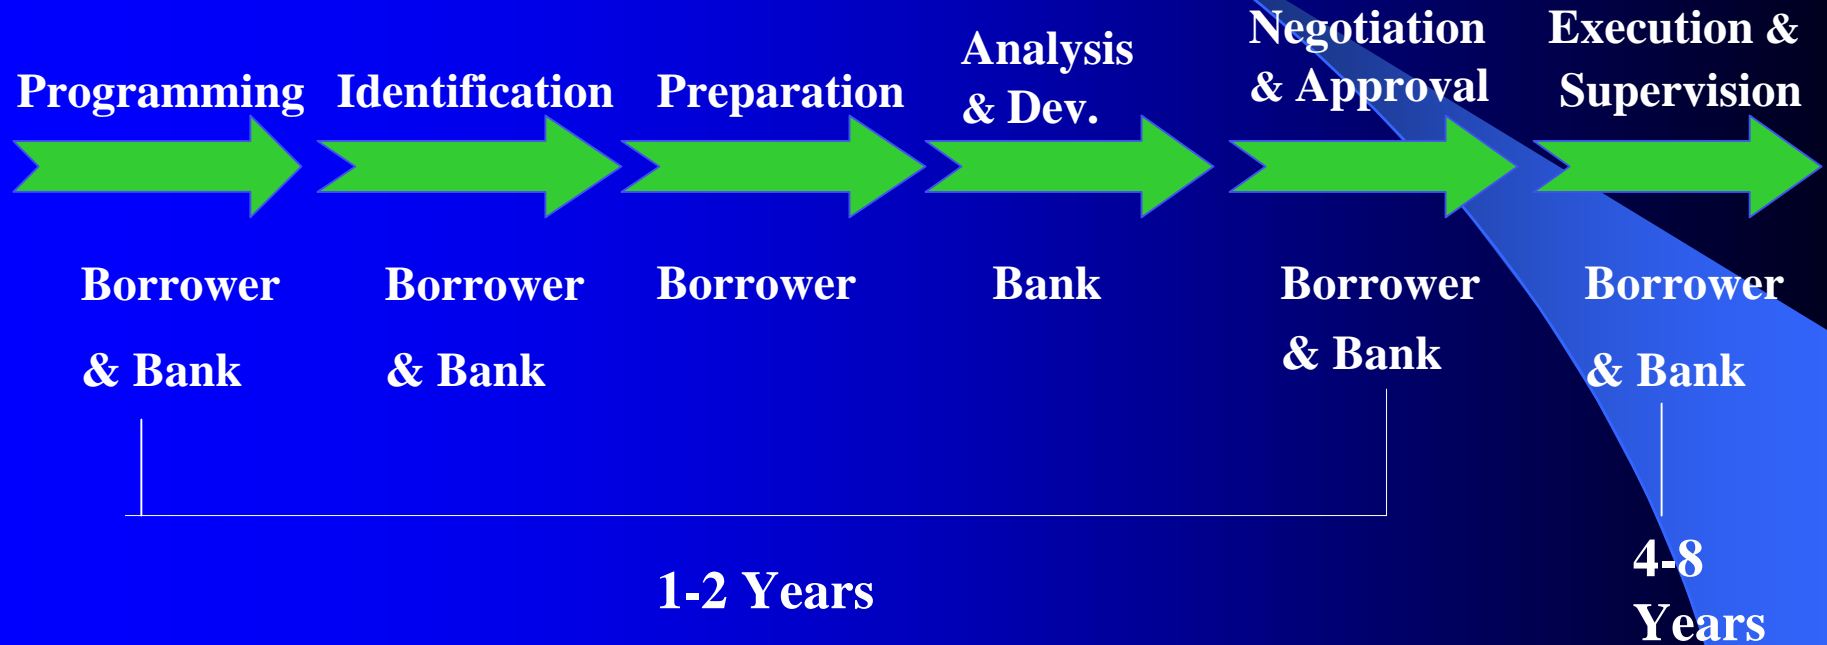 Programming
Identification
Preparation
Analysis
& Dev.
Negotiation
& Approval
Execution &
Supervision
Borrower
& Bank
Borrower
& Bank
Borrower
Bank
Borrower
& Bank
Borrower
& Bank
1-2 Years
4-8
Years